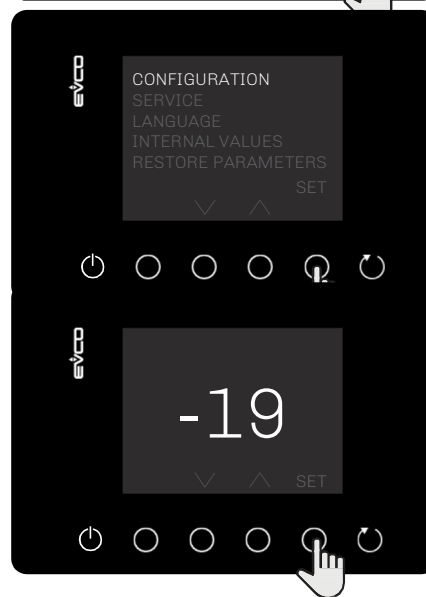 EVCO
CONFIGURATION
SERVICE
LANGUAGE
INTERNAL VALUES
RESTORE PARAMETERS
SET
EVCO
-19
SET